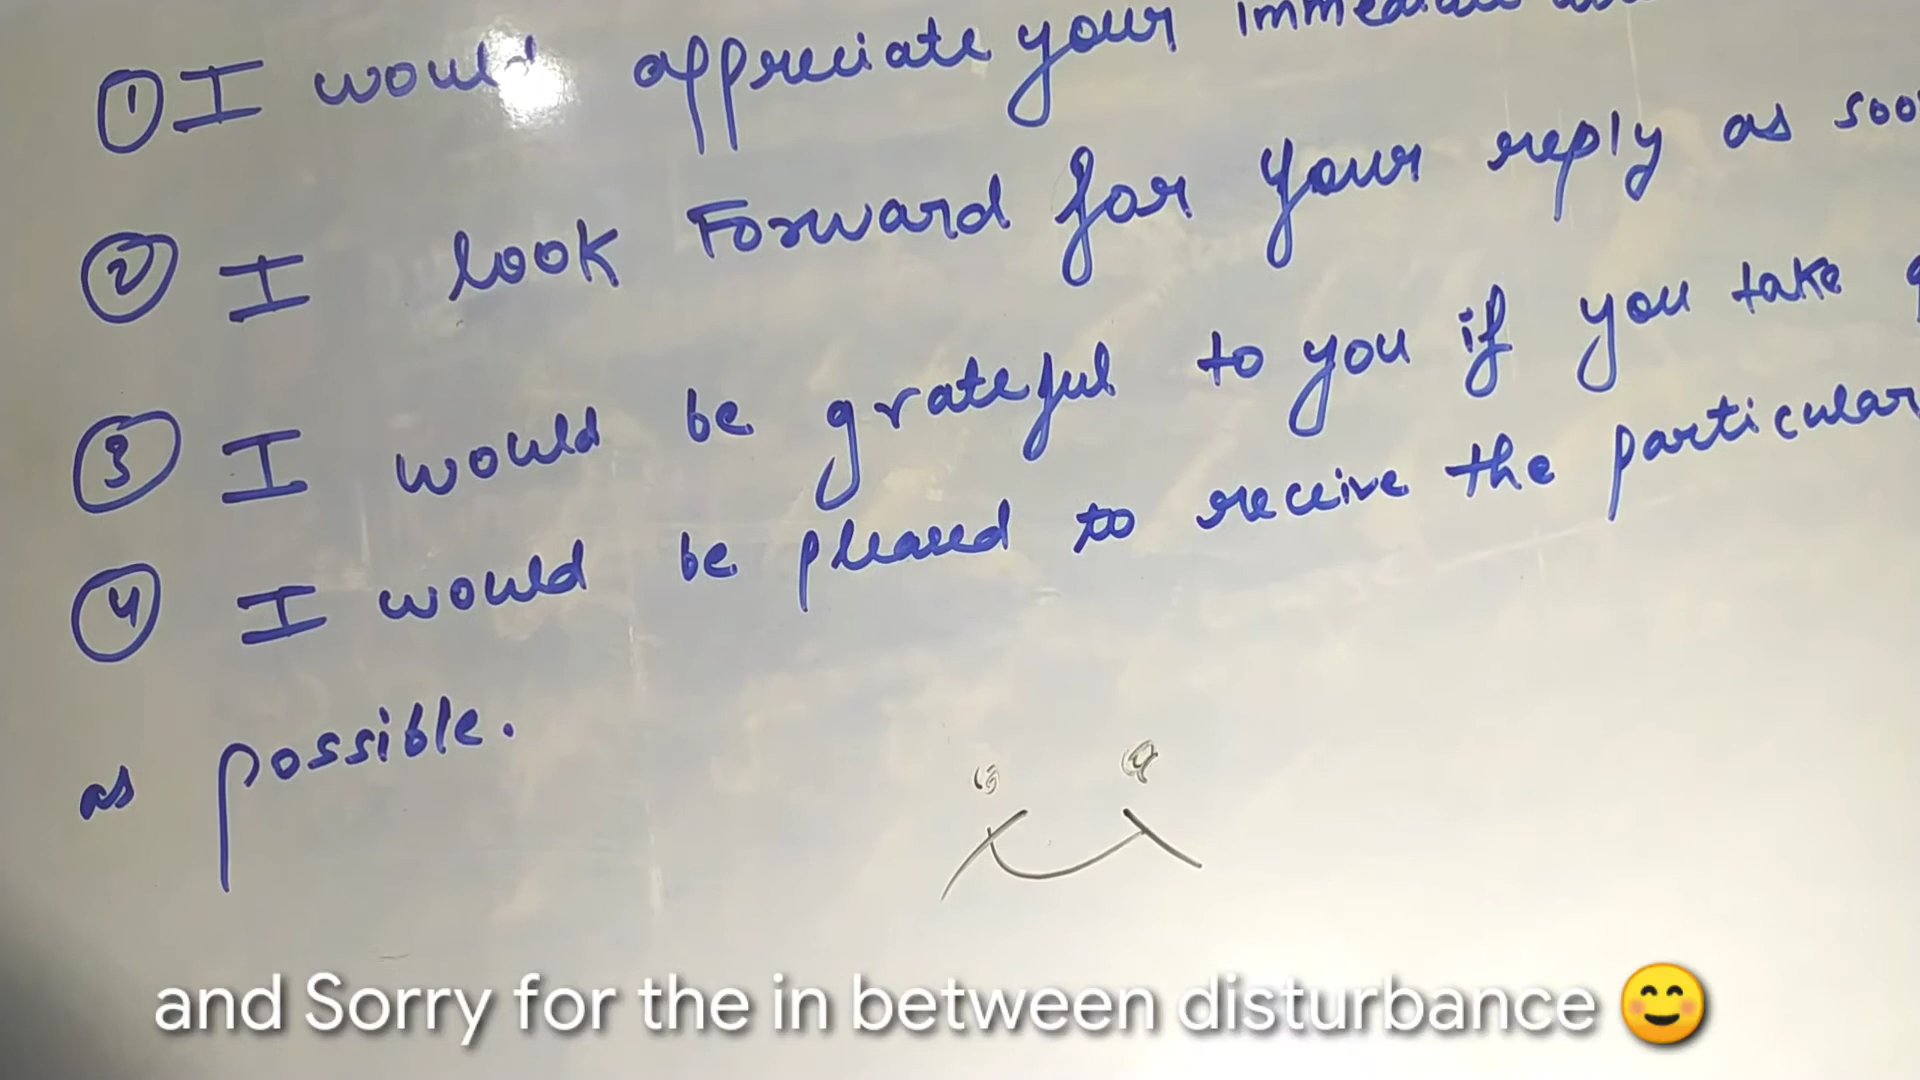 ① I would appreciate your immediate
② I look Forward for your reply as soo
③ I would be grateful to you if you take
④ I would be pleased to receive the particular
as possible.
and Sorry for the in between disturbance 😊